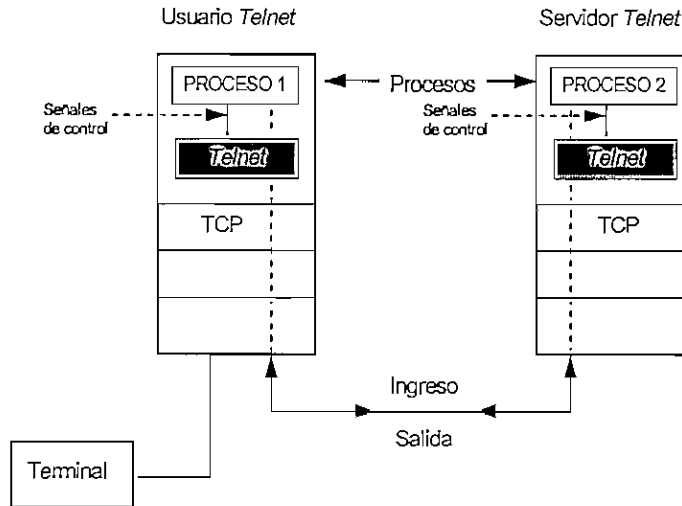 Usuario Telnet
Servidor Telnet
PROCESO 1
Procesos
PROCESO 2
Señales
de control
Señales
de control
Telnet
Telnet
TCP
TCP
Ingreso
Salida
Terminal